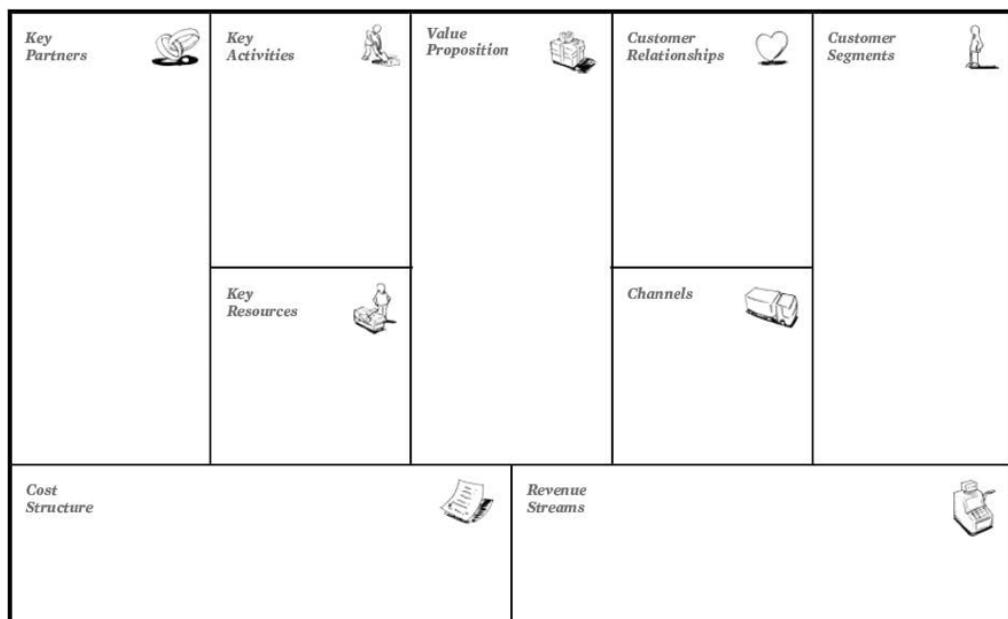 Key
Partners
Key
Activities
Value
Proposition
Customer
Relationships
Customer
Segments
Key
Resources
Channels
Cost
Structure
Revenue
Streams